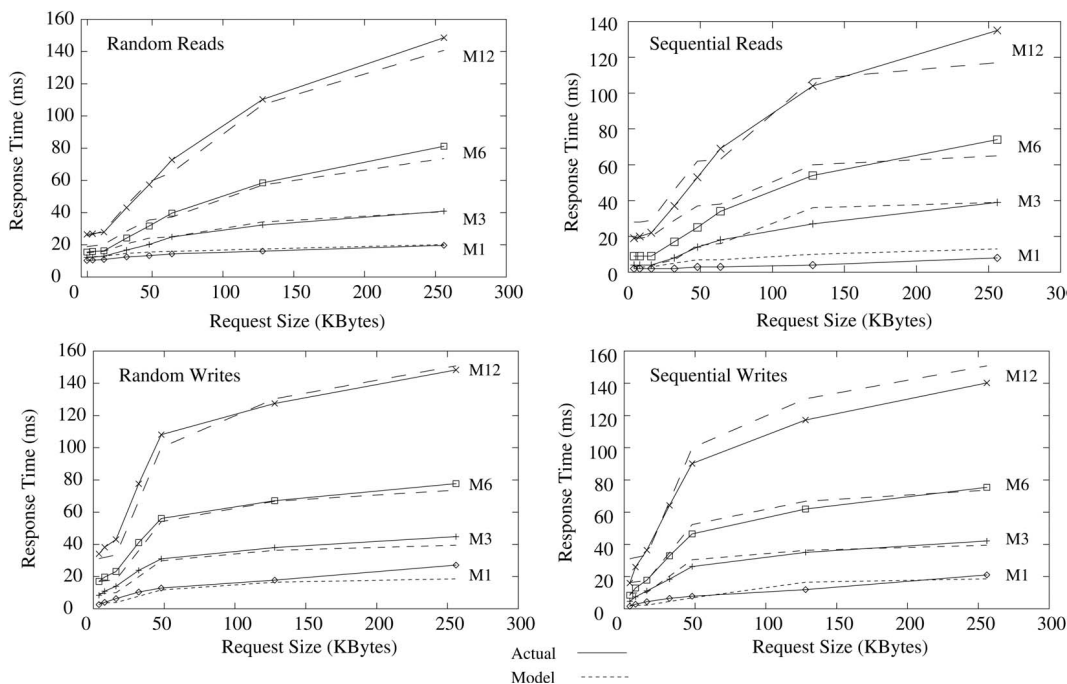 Random Reads
Response Time (ms)
160
140
120
100
80
60
40
20
0
M12
M6
M3
M1
0 50 100 150 200 250 300
Request Size (KBytes)
Sequential Reads
Response Time (ms)
140
120
100
80
60
40
20
0
M12
M6
M3
M1
0 50 100 150 200 250 300
Request Size (KBytes)
Random Writes
Response Time (ms)
160
140
120
100
80
60
40
20
0
M12
M6
M3
M1
0 50 100 150 200 250 300
Request Size (KBytes)
Sequential Writes
Response Time (ms)
160
140
120
100
80
60
40
20
0
M12
M6
M3
M1
0 50 100 150 200 250 300
Request Size (KBytes)
Actual
Model